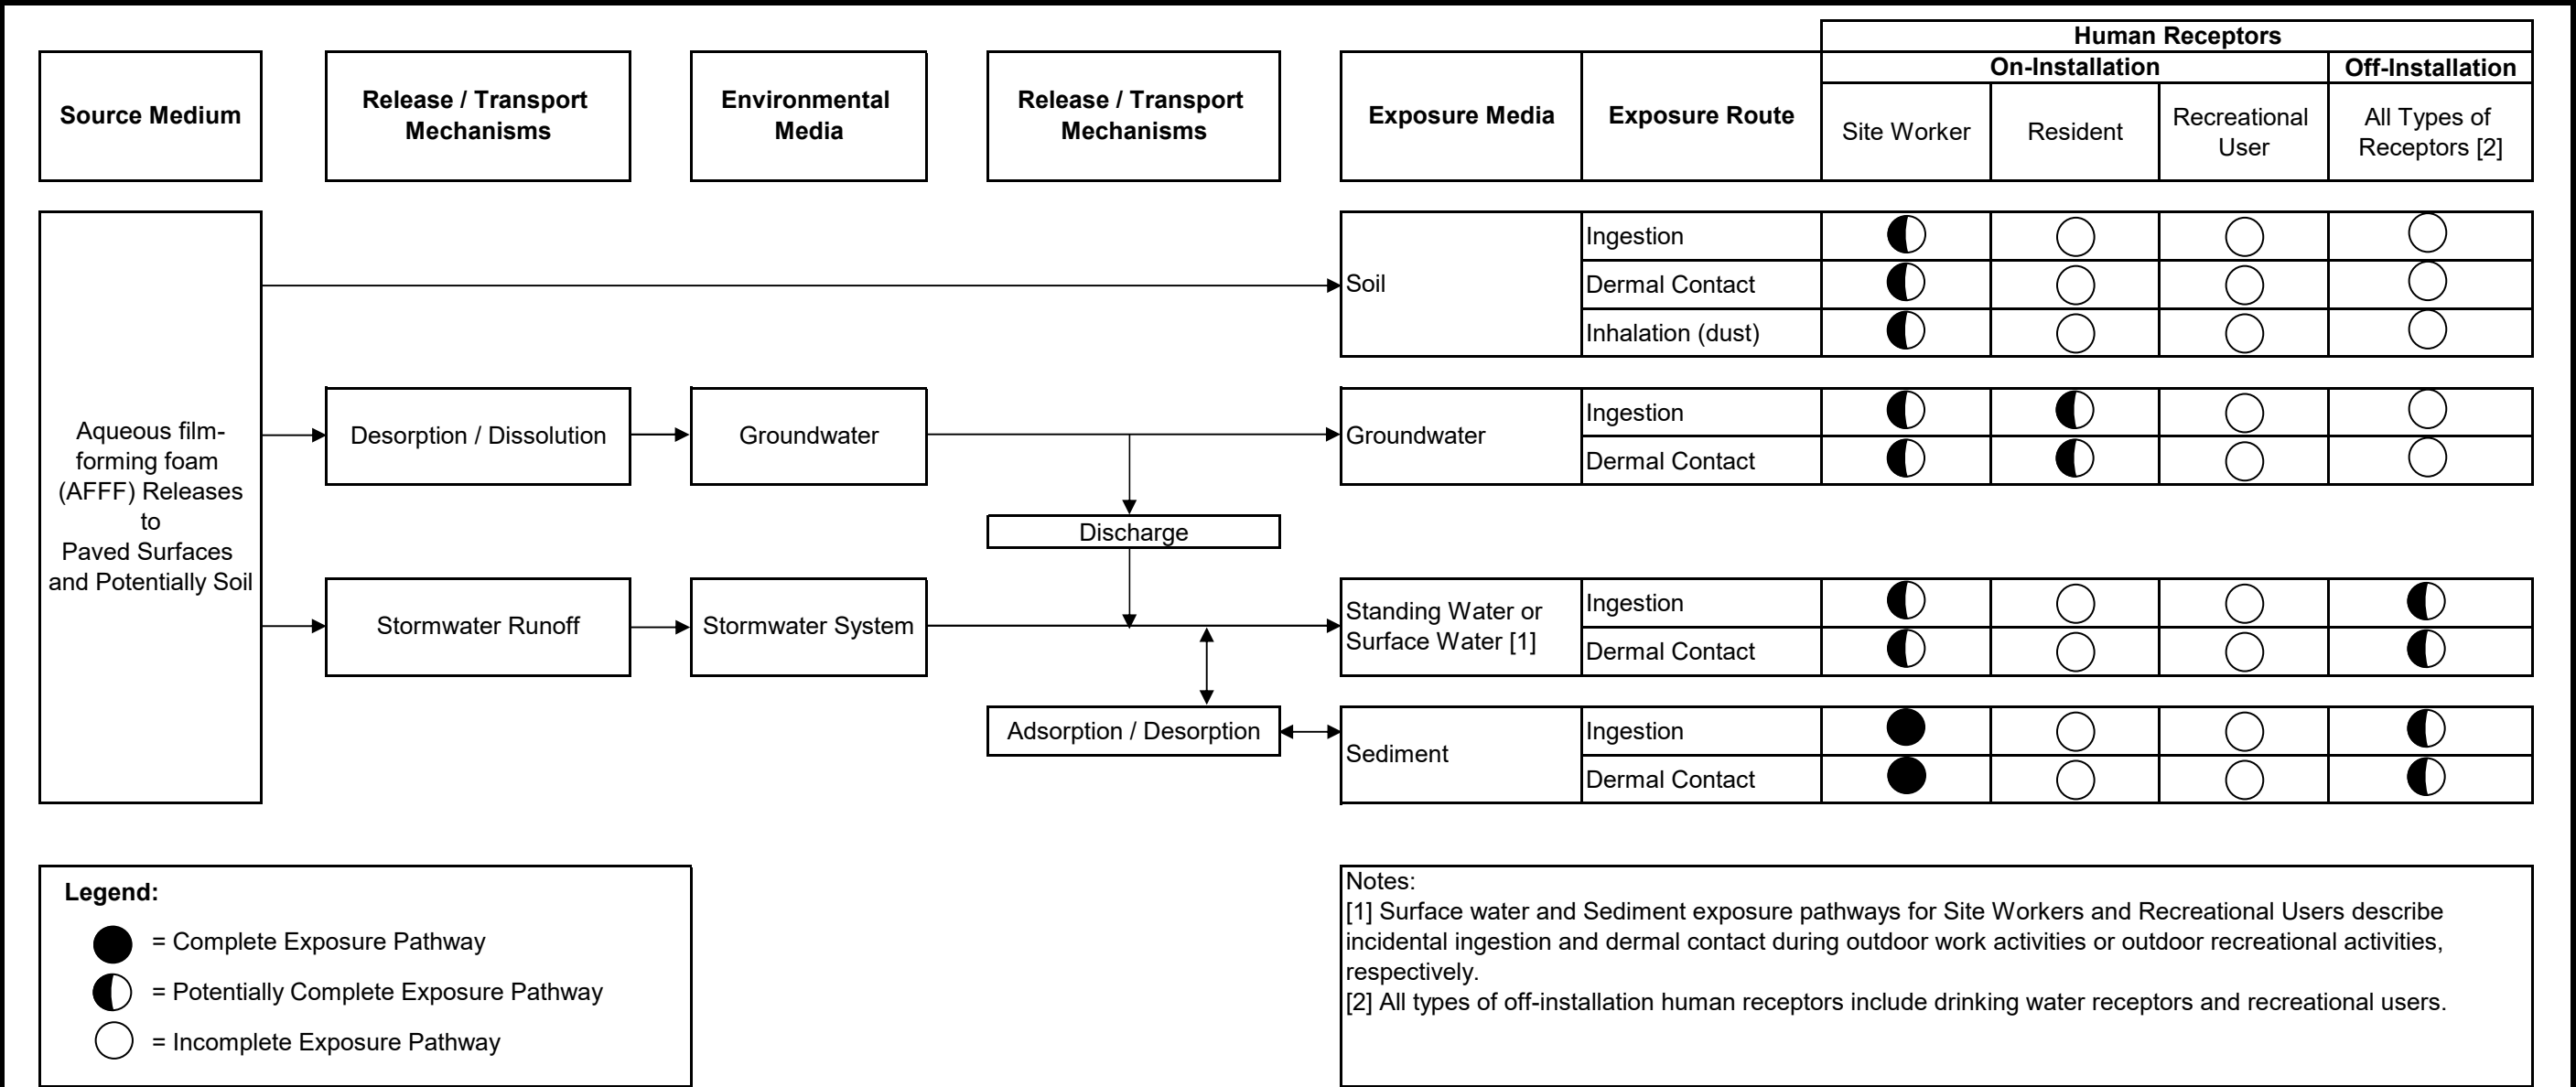 Human Receptors
On-Installation
Off-Installation
Source Medium
Release / Transport
Mechanisms
Environmental
Media
Release / Transport
Mechanisms
Exposure Media
Exposure Route
Site Worker
Resident
Recreational
User
All Types of
Receptors [2]
Aqueous film-
forming foam
(AFFF) Releases
to
Paved Surfaces
and Potentially Soil
Soil
Ingestion
Dermal Contact
Inhalation (dust)
Desorption / Dissolution
Groundwater
Groundwater
Ingestion
Dermal Contact
Discharge
Stormwater Runoff
Stormwater System
Standing Water or
Surface Water [1]
Ingestion
Dermal Contact
Adsorption / Desorption
Sediment
Ingestion
Dermal Contact
Legend:
= Complete Exposure Pathway
= Potentially Complete Exposure Pathway
= Incomplete Exposure Pathway
Notes:
[1] Surface water and Sediment exposure pathways for Site Workers and Recreational Users describe
incidental ingestion and dermal contact during outdoor work activities or outdoor recreational activities,
respectively.
[2] All types of off-installation human receptors include drinking water receptors and recreational users.